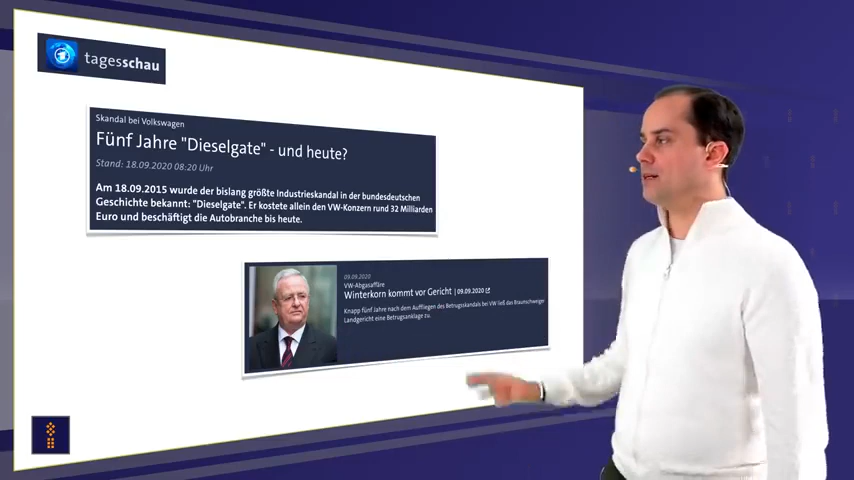 tagesschau
Skandal bei Volkswagen
Fünf Jahre "Dieselgate" - und heute?
Stand: 18.09.2020 08:20 Uhr
Am 18.09.2015 wurde der bislang größte Industrieskandal in der bundesdeutschen
Geschichte bekannt: "Dieselgate". Er kostete allein den VW-Konzern rund 32 Milliarden
Euro und beschäftigt die Autobranche bis heute.
09.09.2020
VW-Abgasaffäre
Winterkorn kommt vor Gericht | 09.09.2020
Knapp fünf Jahre nach dem Auffliegen des Betrugsskandals bei VW ließ das Braunschweiger
Landgericht eine Betrugsanklage zu.